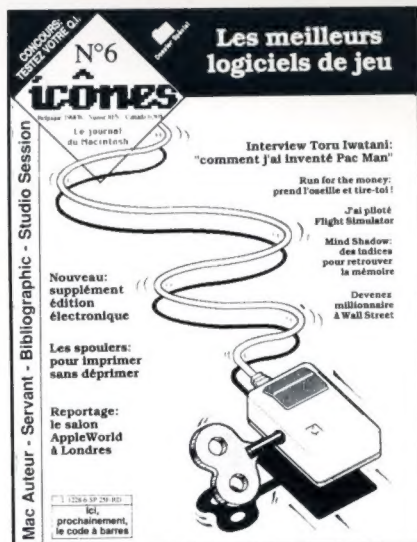 CONCOURS:
TESTEZ VOTRE Q.I.
Dossier Spécial
N°6
icônes
Le journal
du Macintosh
Les meilleurs
logiciels de jeu
Interview Toru Iwatani:
"comment j'ai inventé Pac Man"
Run for the money:
prend l'oseille et tire-toi !
J'ai piloté
Flight Simulator
Mind Shadow:
des indices
pour retrouver
la mémoire
Devenez
millionnaire
à Wall Street
Nouveau:
supplément
édition
électronique
Les spoulers:
pour imprimer
sans déprimer
Reportage:
le salon
AppleWorld
à Londres
Ici,
prochainement,
le code à barres
Mac Auteur - Servant - Bibliographic - Studio Session